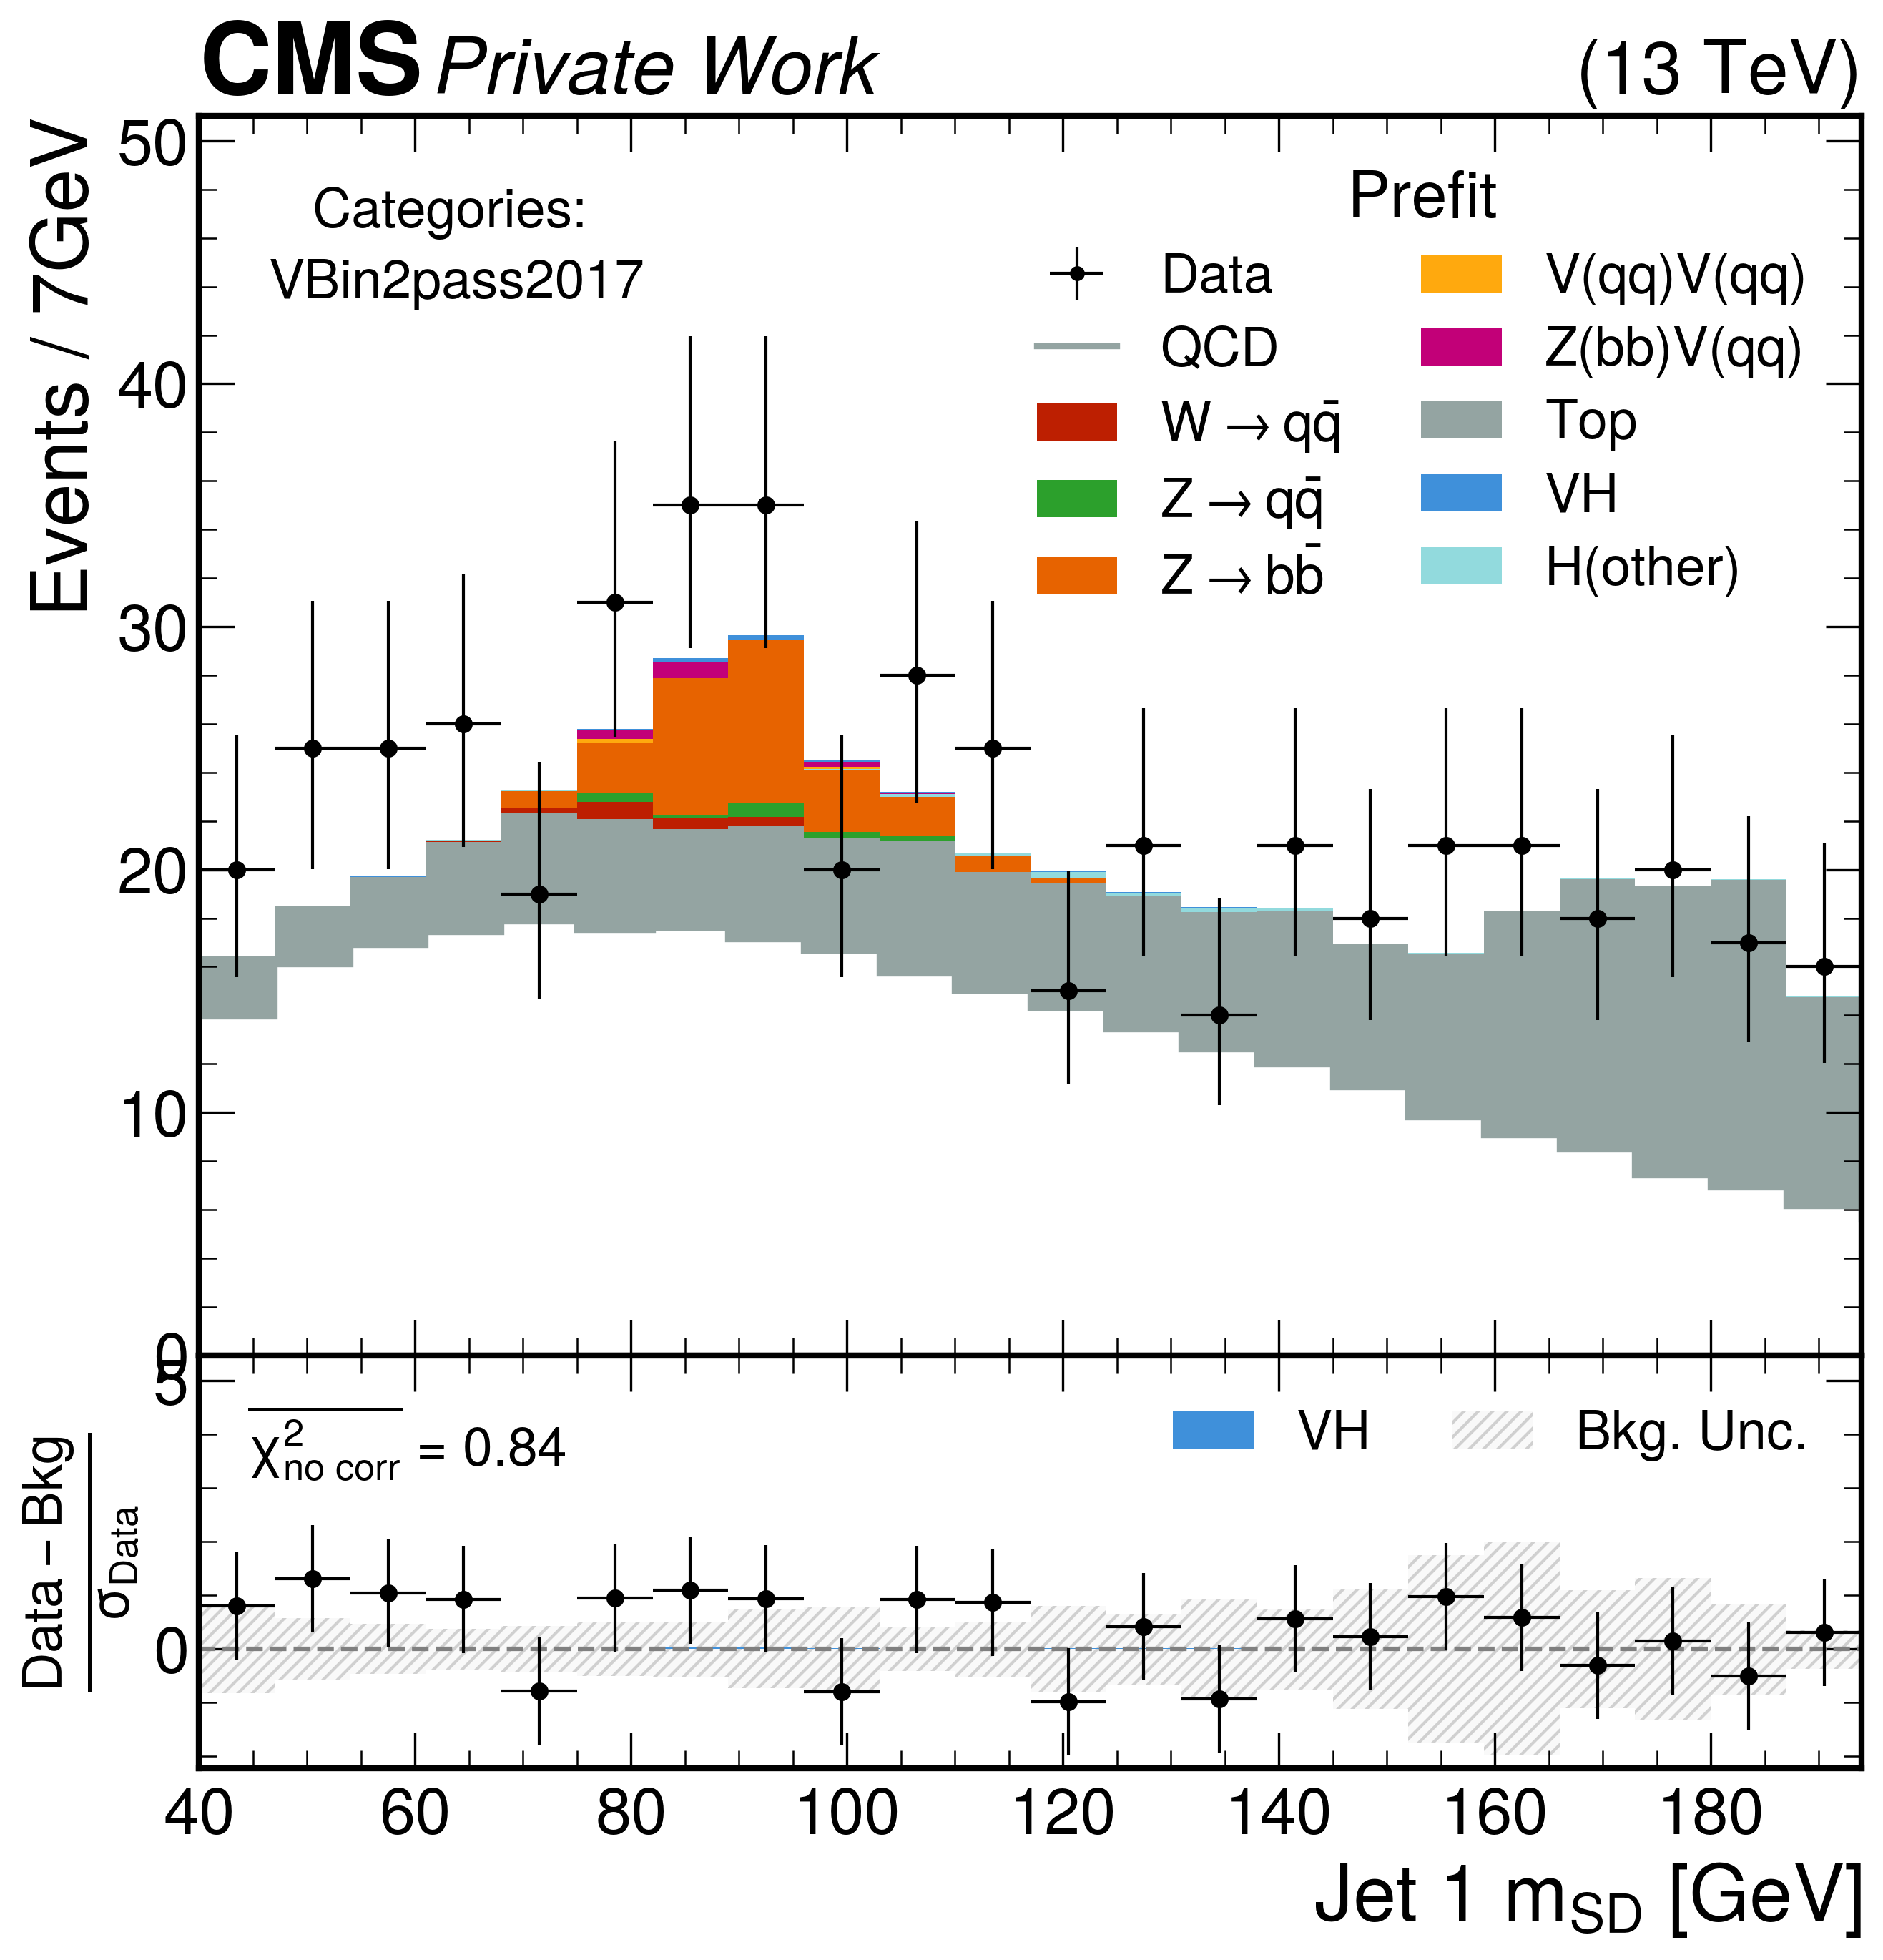 CMS Private Work (13 TeV)
Events / 7GeV
50
40
30
20
10
0
Categories:
VBin2pass2017
Prefit
Data
QCD
W → qq̄
Z → qq̄
Z → bb̄
V(qq)V(qq)
Z(bb)V(qq)
Top
VH
H(other)
Data − Bkg
σData
5
0
χ²no corr = 0.84
VH
Bkg. Unc.
40 60 80 100 120 140 160 180
Jet 1 mSD [GeV]